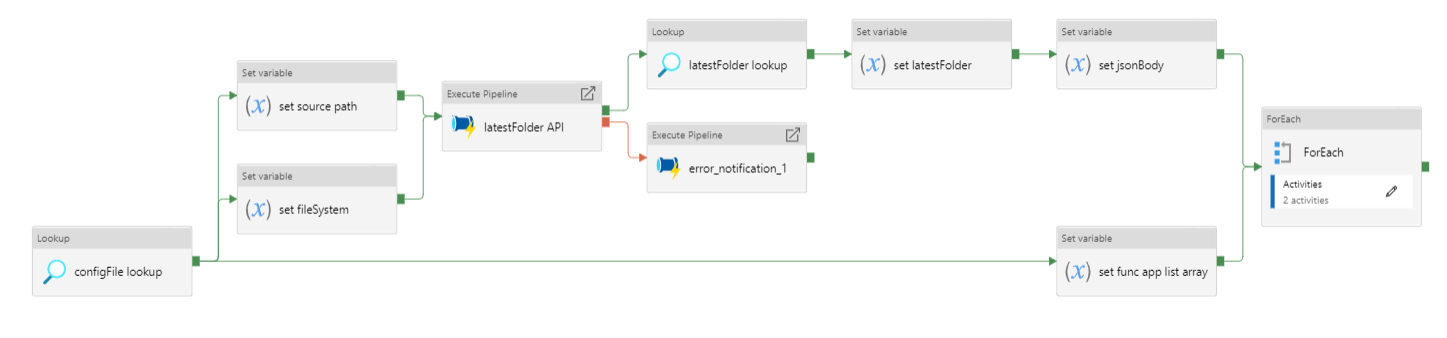 Lookup
configFile lookup
Set variable
(x) set source path
Set variable
(x) set fileSystem
Execute Pipeline
latestFolder API
Lookup
latestFolder lookup
Execute Pipeline
error_notification_1
Set variable
(x) set latestFolder
Set variable
(x) set jsonBody
Set variable
(x) set func app list array
ForEach
ForEach
Activities
2 activities